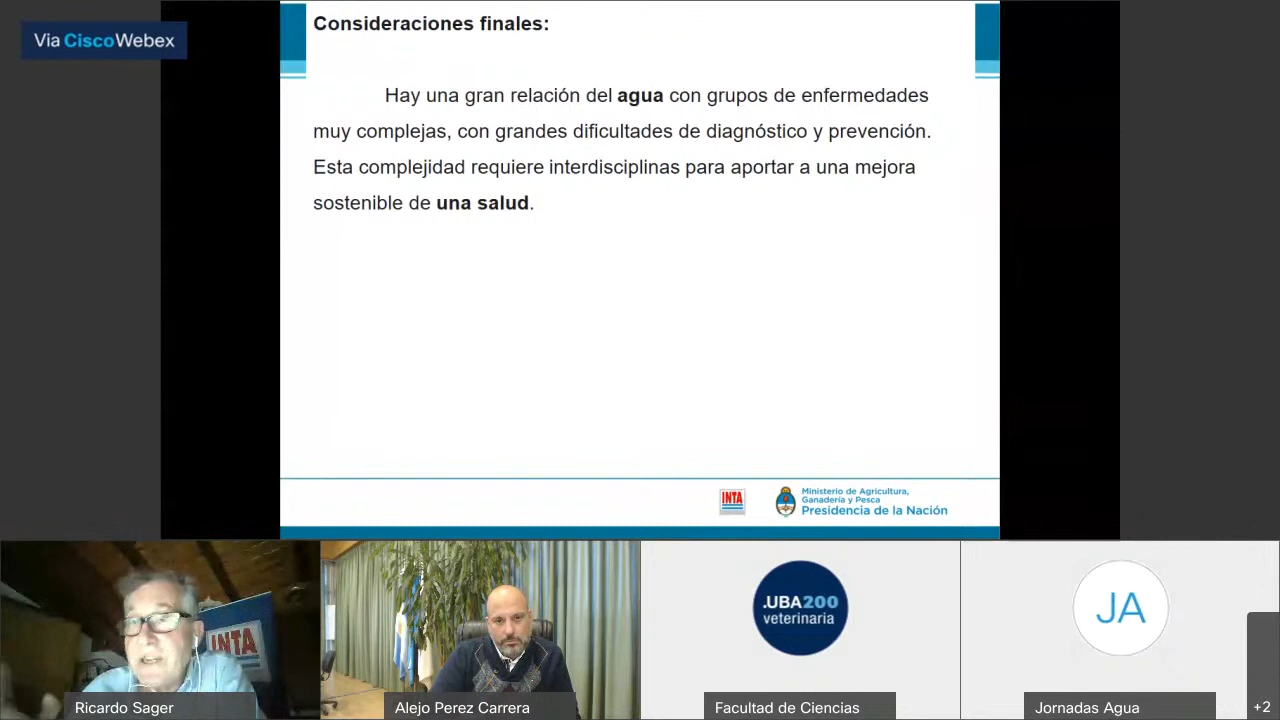 Via Cisco Webex
Consideraciones finales:
Hay una gran relación del agua con grupos de enfermedades
muy complejas, con grandes dificultades de diagnóstico y prevención.
Esta complejidad requiere interdisciplinas para aportar a una mejora
sostenible de una salud.
INTA
Ministerio de Agricultura,
Ganadería y Pesca
Presidencia de la Nación
INTA
.UBA200
veterinaria
JA
Ricardo Sager
Alejo Perez Carrera
Facultad de Ciencias
Jornadas Agua
+2